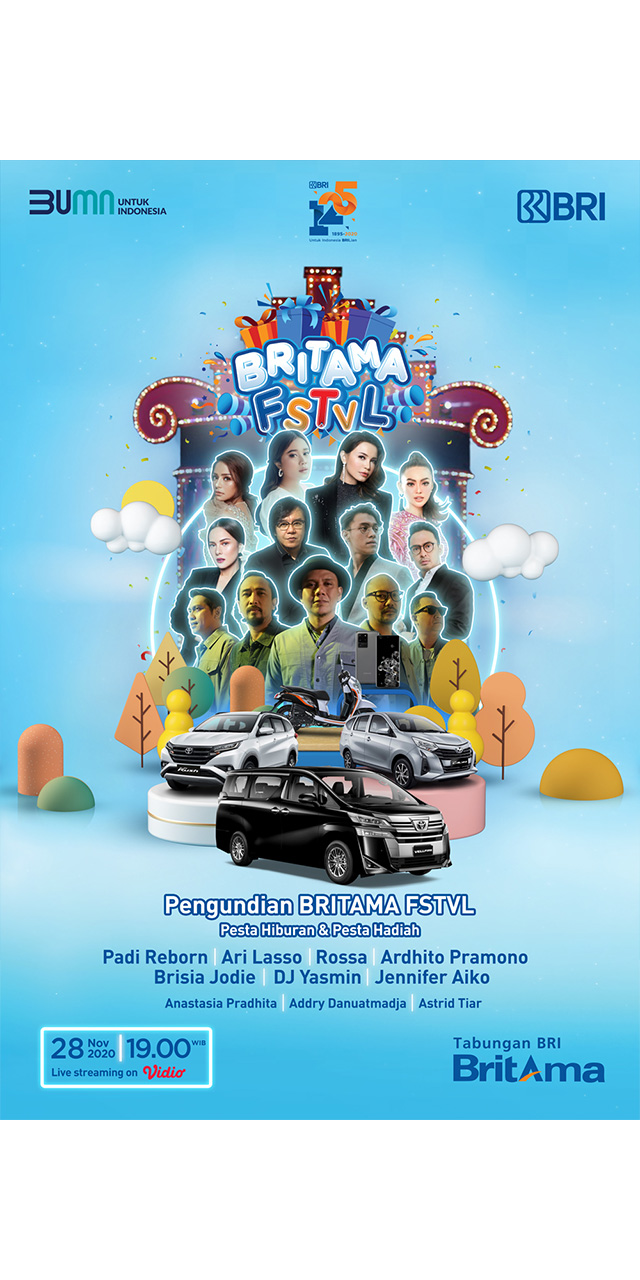 BUMN UNTUK INDONESIA
BRI
125
1895-2020
Untuk Indonesia BRILian
BRI
BRITAMA
FSTVL
Rush
Pengundian BRITAMA FSTVL
Pesta Hiburan & Pesta Hadiah
Padi Reborn | Ari Lasso | Rossa | Ardhito Pramono
Brisia Jodie | DJ Yasmin | Jennifer Aiko
Anastasia Pradhita | Addry Danuatmadja | Astrid Tiar
28 Nov 2020 | 19.00 WIB
Live streaming on Vidio
Tabungan BRI
BritAma